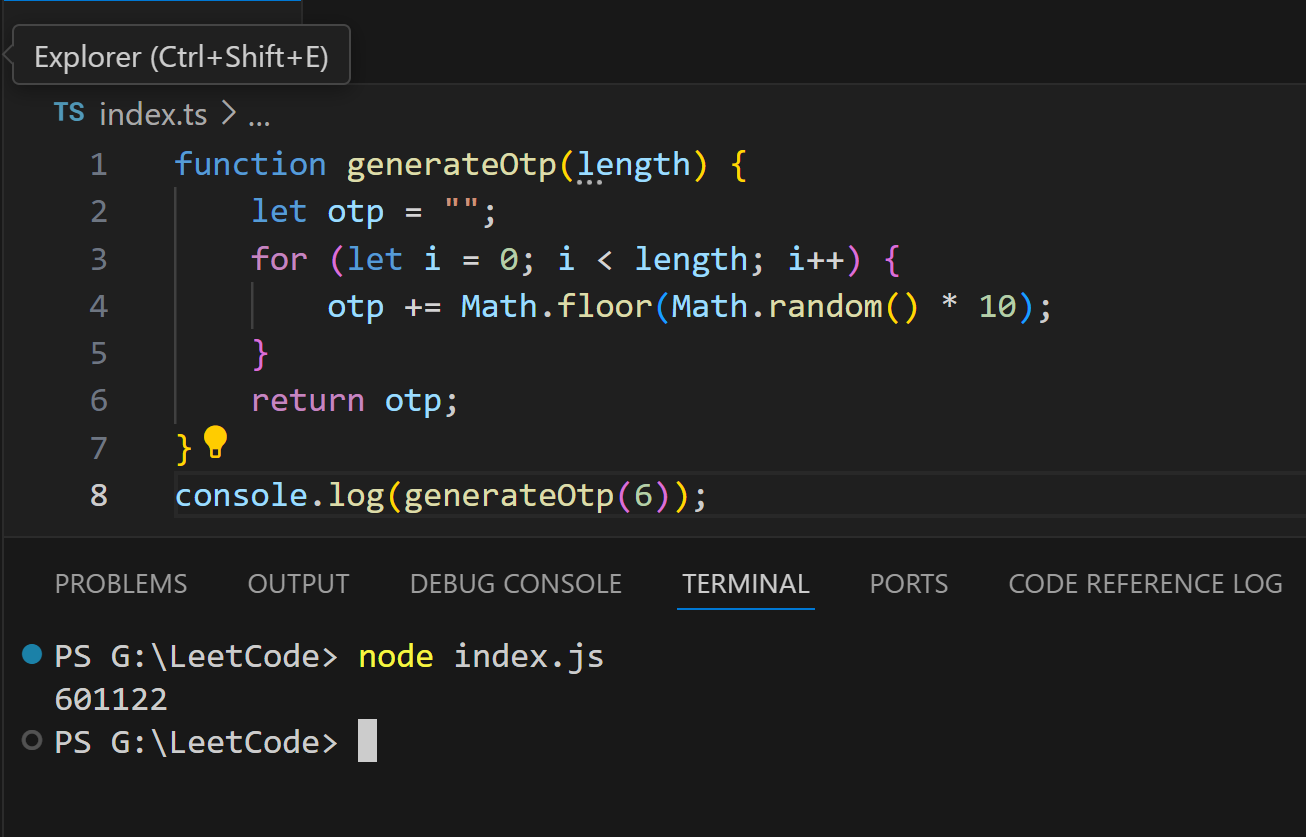 Explorer (Ctrl+Shift+E)
TS index.ts > ...
1 function generateOtp(length) {
2 let otp = "";
3 for (let i = 0; i < length; i++) {
4 otp += Math.floor(Math.random() * 10);
5 }
6 return otp;
7 }
8 console.log(generateOtp(6));
PROBLEMS OUTPUT DEBUG CONSOLE TERMINAL PORTS CODE REFERENCE LOG
PS G:\LeetCode> node index.js
601122
PS G:\LeetCode>